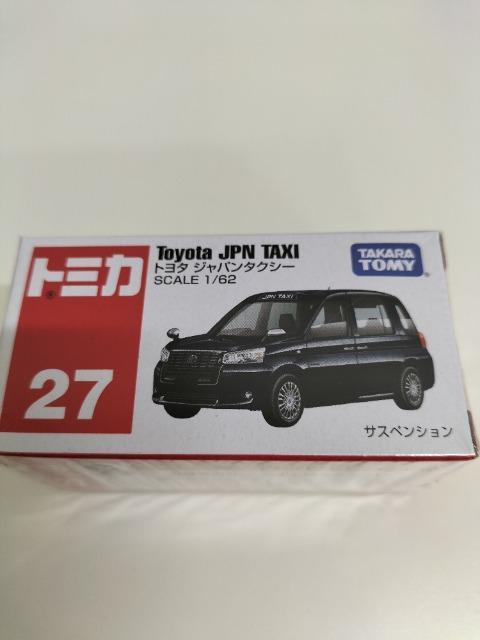 トミカ
®
27
Toyota JPN TAXI
トヨタ ジャパンタクシー
SCALE 1/62
TAKARA
TOMY
JPN TAXI
サスペンション